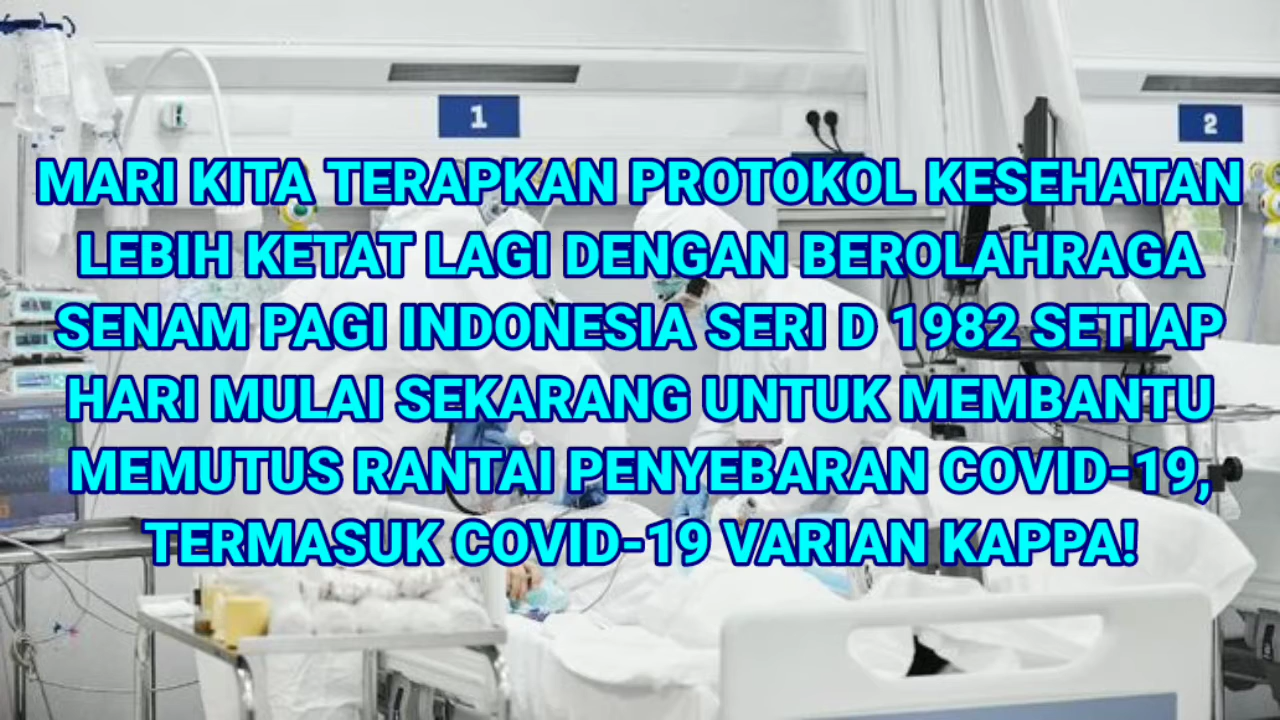 1
2
MARI KITA TERAPKAN PROTOKOL KESEHATAN
LEBIH KETAT LAGI DENGAN BEROLAHRAGA
SENAM PAGI INDONESIA SERI D 1982 SETIAP
HARI MULAI SEKARANG UNTUK MEMBANTU
MEMUTUS RANTAI PENYEBARAN COVID-19,
TERMASUK COVID-19 VARIAN KAPPA!